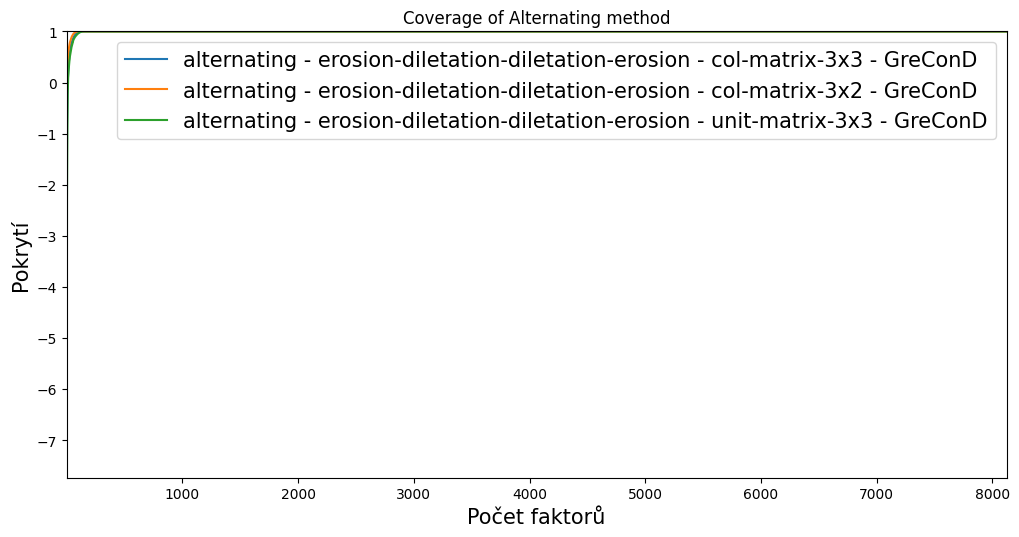 Coverage of Alternating method
1
0
−1
−2
−3
−4
−5
−6
−7
Pokrytí
alternating - erosion-diletation-diletation-erosion - col-matrix-3x3 - GreConD
alternating - erosion-diletation-diletation-erosion - col-matrix-3x2 - GreConD
alternating - erosion-diletation-diletation-erosion - unit-matrix-3x3 - GreConD
1000 2000 3000 4000 5000 6000 7000 8000
Počet faktorů